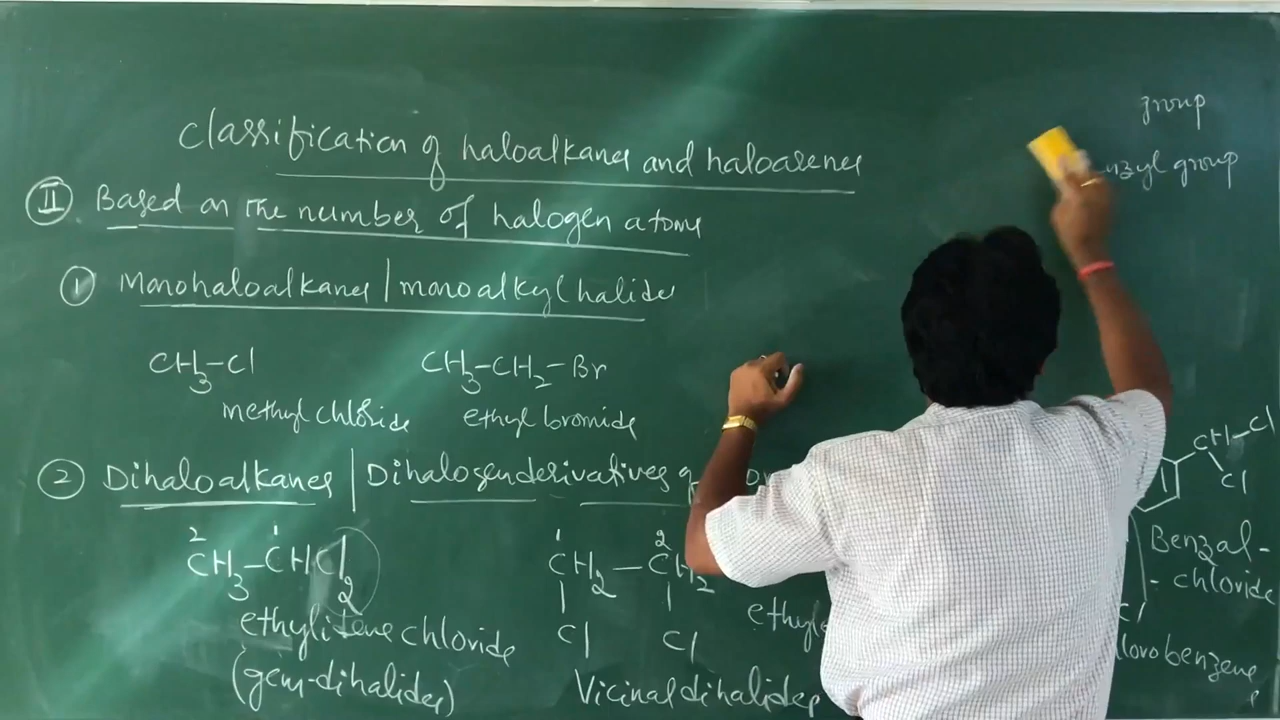 Classification of haloalkanes and haloarenes
II Based on the number of halogen atoms
1 Monohaloalkanes | monoalkyl halides
CH3-Cl CH3-CH2-Br
methyl chloride ethyl bromide
2 Dihaloalkanes | Dihalogenderivatives of
2 1 1 2
CH3-CHCl2 CH2-CH2
Cl Cl
ethylidene chloride
(gem-dihalides) Vicinal dihalides
group
group
CH-Cl
Cl
Benzal-
-chloride
Cl